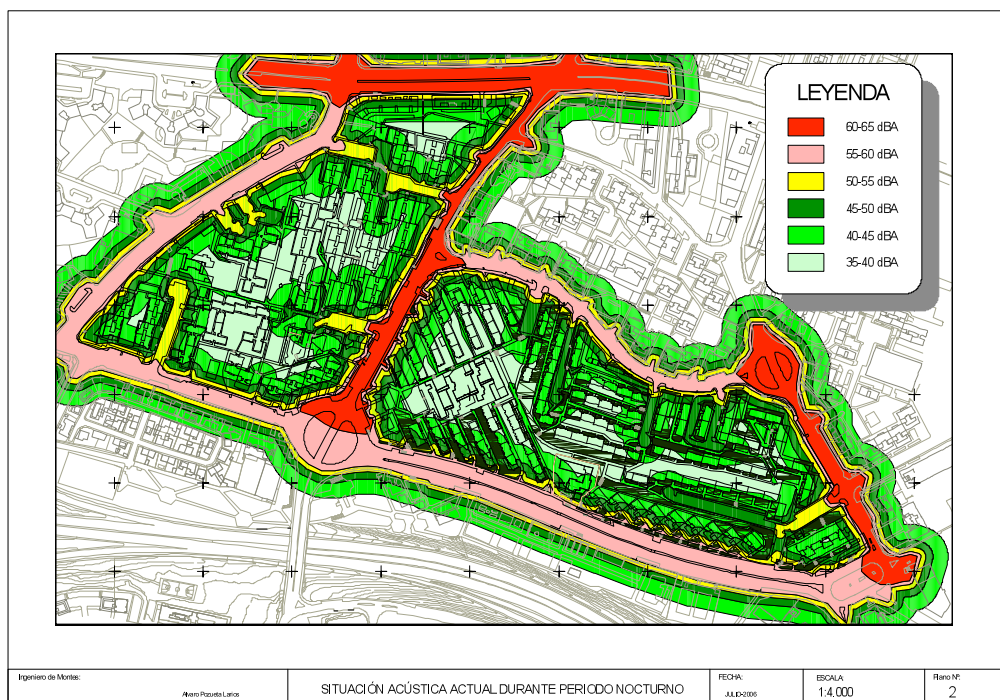 LEYENDA
60-65 dBA
55-60 dBA
50-55 dBA
45-50 dBA
40-45 dBA
35-40 dBA
Ingeniero de Montes:
Alvaro Pozueta Larios
SITUACIÓN ACÚSTICA ACTUAL DURANTE PERIODO NOCTURNO
FECHA:
JULIO-2006
ESCALA:
1:4.000
Plano Nº:
2